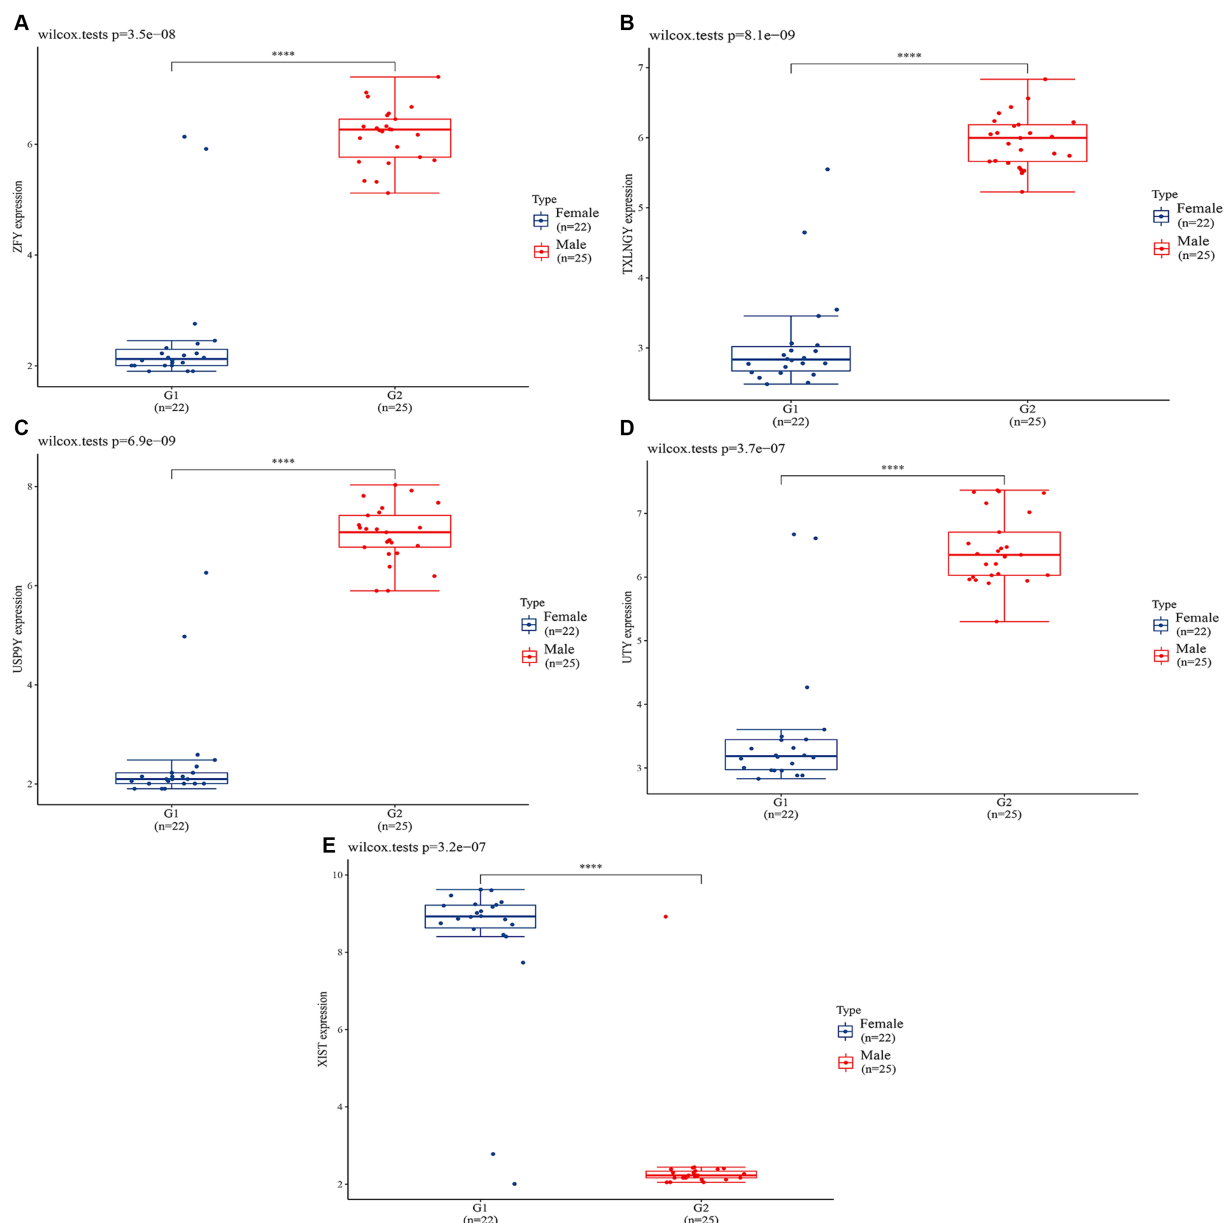 A
wilcox.tests p=3.5e−08
****
6
4
2
ZFY expression
G1
(n=22)
G2
(n=25)
Type
Female
(n=22)
Male
(n=25)
B
wilcox.tests p=8.1e−09
****
7
6
5
4
3
TXLNGY expression
G1
(n=22)
G2
(n=25)
Type
Female
(n=22)
Male
(n=25)
C
wilcox.tests p=6.9e−09
****
8
6
4
2
USP9Y expression
G1
(n=22)
G2
(n=25)
Type
Female
(n=22)
Male
(n=25)
D
wilcox.tests p=3.7e−07
****
7
6
5
4
3
UTY expression
G1
(n=22)
G2
(n=25)
Type
Female
(n=22)
Male
(n=25)
E
wilcox.tests p=3.2e−07
****
10
8
6
4
2
XIST expression
G1
(n=22)
G2
(n=25)
Type
Female
(n=22)
Male
(n=25)